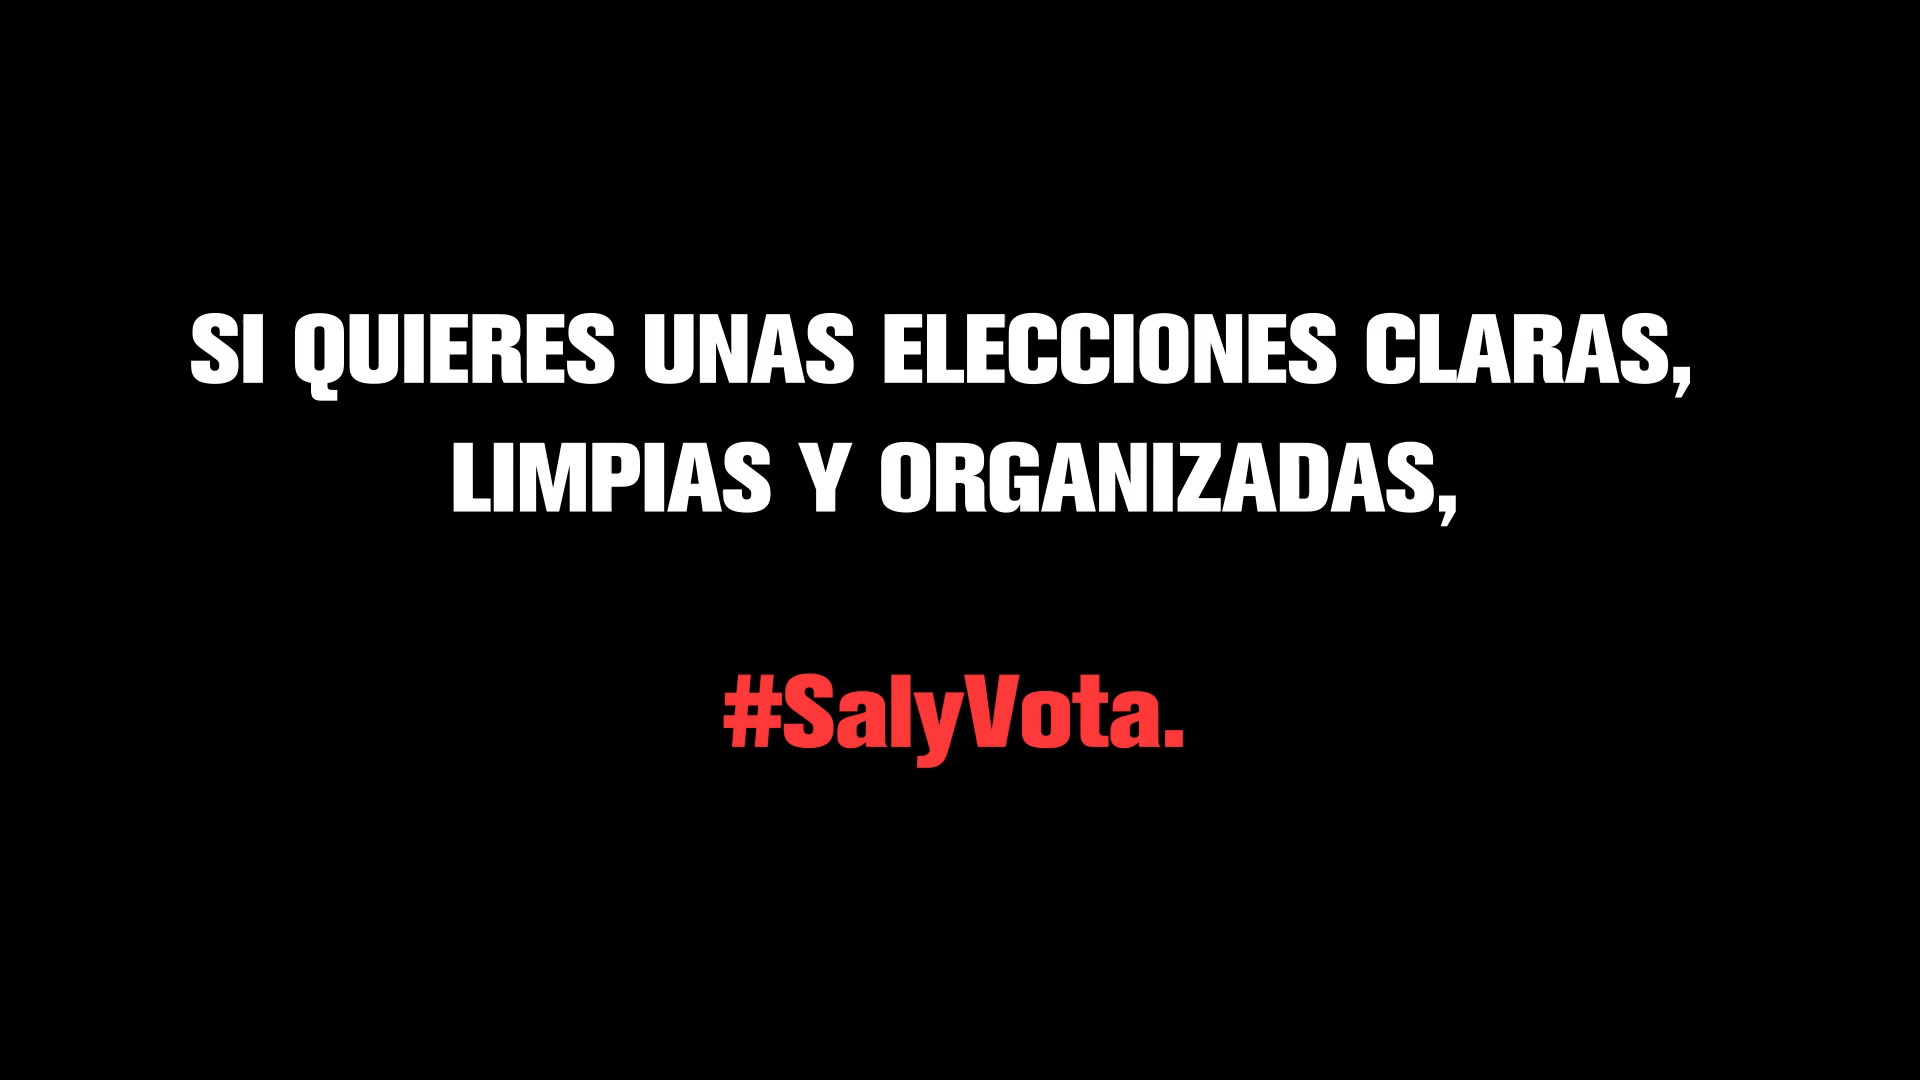 SI QUIERES UNAS ELECCIONES CLARAS,
LIMPIAS Y ORGANIZADAS,
#SalyVota.